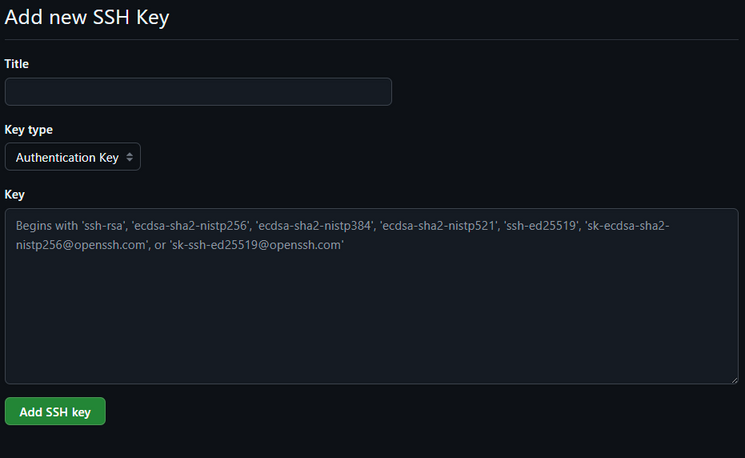 Add new SSH Key
Title
Key type
Authentication Key
Key
Begins with 'ssh-rsa', 'ecdsa-sha2-nistp256', 'ecdsa-sha2-nistp384', 'ecdsa-sha2-nistp521', 'ssh-ed25519', 'sk-ecdsa-sha2-
nistp256@openssh.com', or 'sk-ssh-ed25519@openssh.com'
Add SSH key